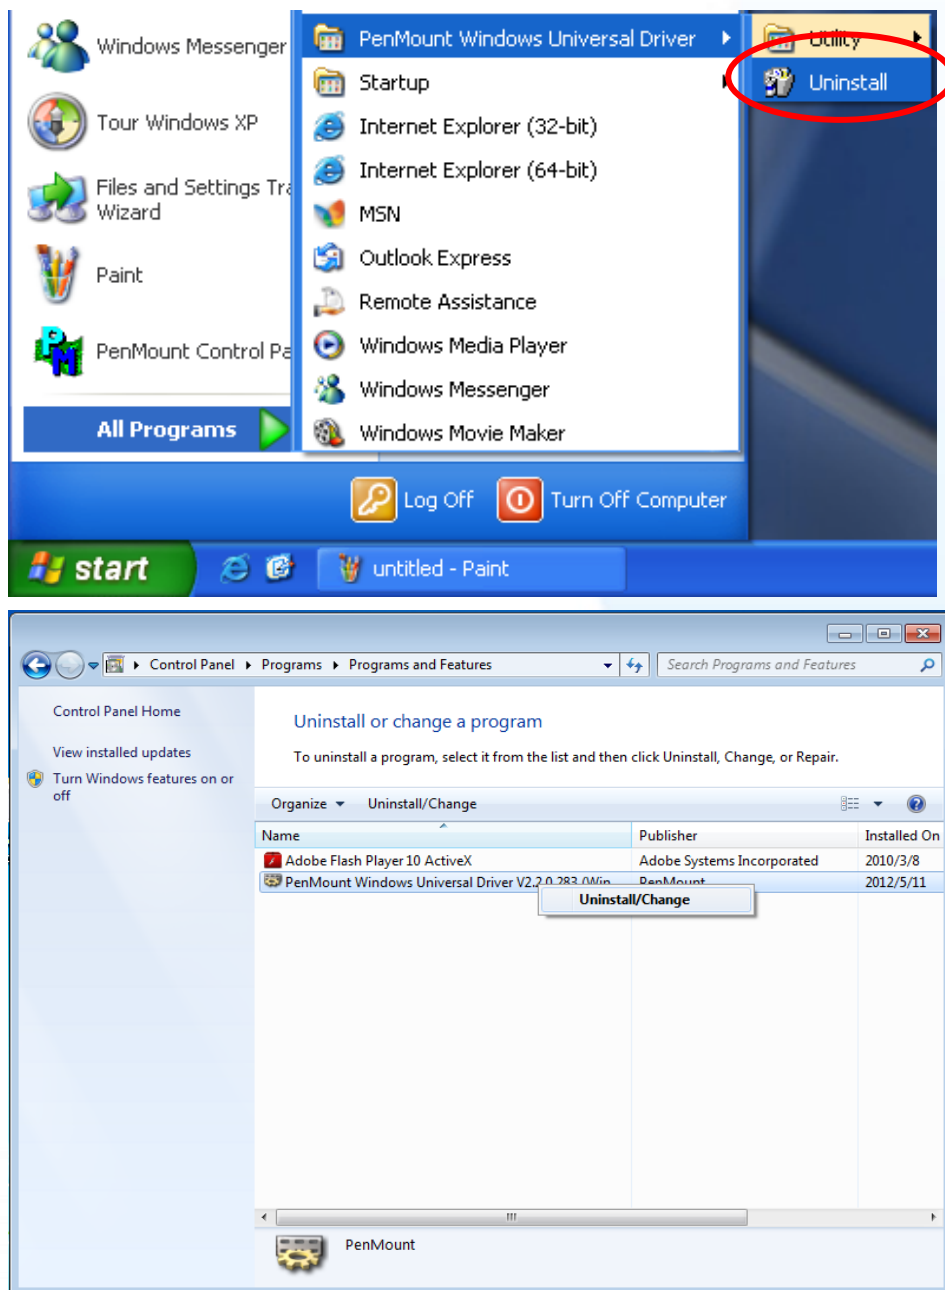 Windows Messenger
Tour Windows XP
Files and Settings Tra
Wizard
Paint
PenMount Control Pa
All Programs
PenMount Windows Universal Driver
Startup
Internet Explorer (32-bit)
Internet Explorer (64-bit)
MSN
Outlook Express
Remote Assistance
Windows Media Player
Windows Messenger
Windows Movie Maker
Utility
Uninstall
Log Off
Turn Off Computer
start
untitled - Paint
Control Panel
Programs
Programs and Features
Search Programs and Features
Control Panel Home
View installed updates
Turn Windows features on or
off
Uninstall or change a program
To uninstall a program, select it from the list and then click Uninstall, Change, or Repair.
Organize Uninstall/Change
Name Publisher Installed On
Adobe Flash Player 10 ActiveX Adobe Systems Incorporated 2010/3/8
PenMount Windows Universal Driver V2.2.0.283 (Win... PenMount 2012/5/11
Uninstall/Change
PenMount